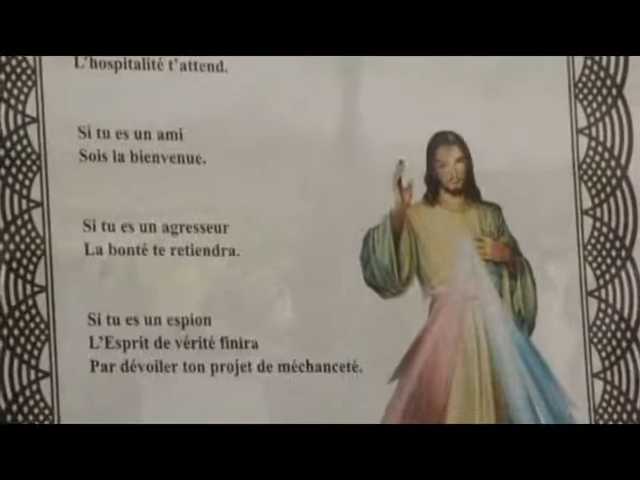 L'hospitalité t'attend.
Si tu es un ami
Sois la bienvenue.
Si tu es un agresseur
La bonté te retiendra.
Si tu es un espion
L'Esprit de vérité finira
Par dévoiler ton projet de méchanceté.